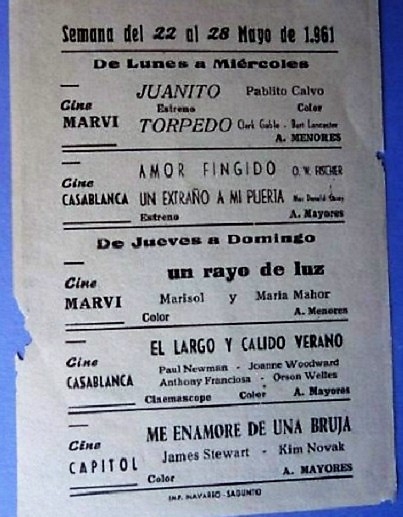 Semana del 22 al 28 Mayo de 1.961
De Lunes a Miércoles
Cine MARVI
JUANITO Pablito Calvo
Estreno Color
TORPEDO Clark Gable - Burt Lancaster
A. MENORES
Cine CASABLANCA
AMOR FINGIDO O. W. FISCHER
UN EXTRAÑO A MI PUERTA Mac Donald
Estreno A. Mayores
De Jueves a Domingo
Cine MARVI
un rayo de luz
Marisol y Maria Mahor
Color A. Menores
Cine CASABLANCA
EL LARGO Y CALIDO VERANO
Paul Newman - Joanne Woodward
Anthony Franciosa - Orson Welles
Cinemascope Color A. Mayores
Cine CAPITOL
ME ENAMORE DE UNA BRUJA
James Stewart - Kim Novak
Color A. MAYORES
IMP. NAVARRO - SAGUNTO